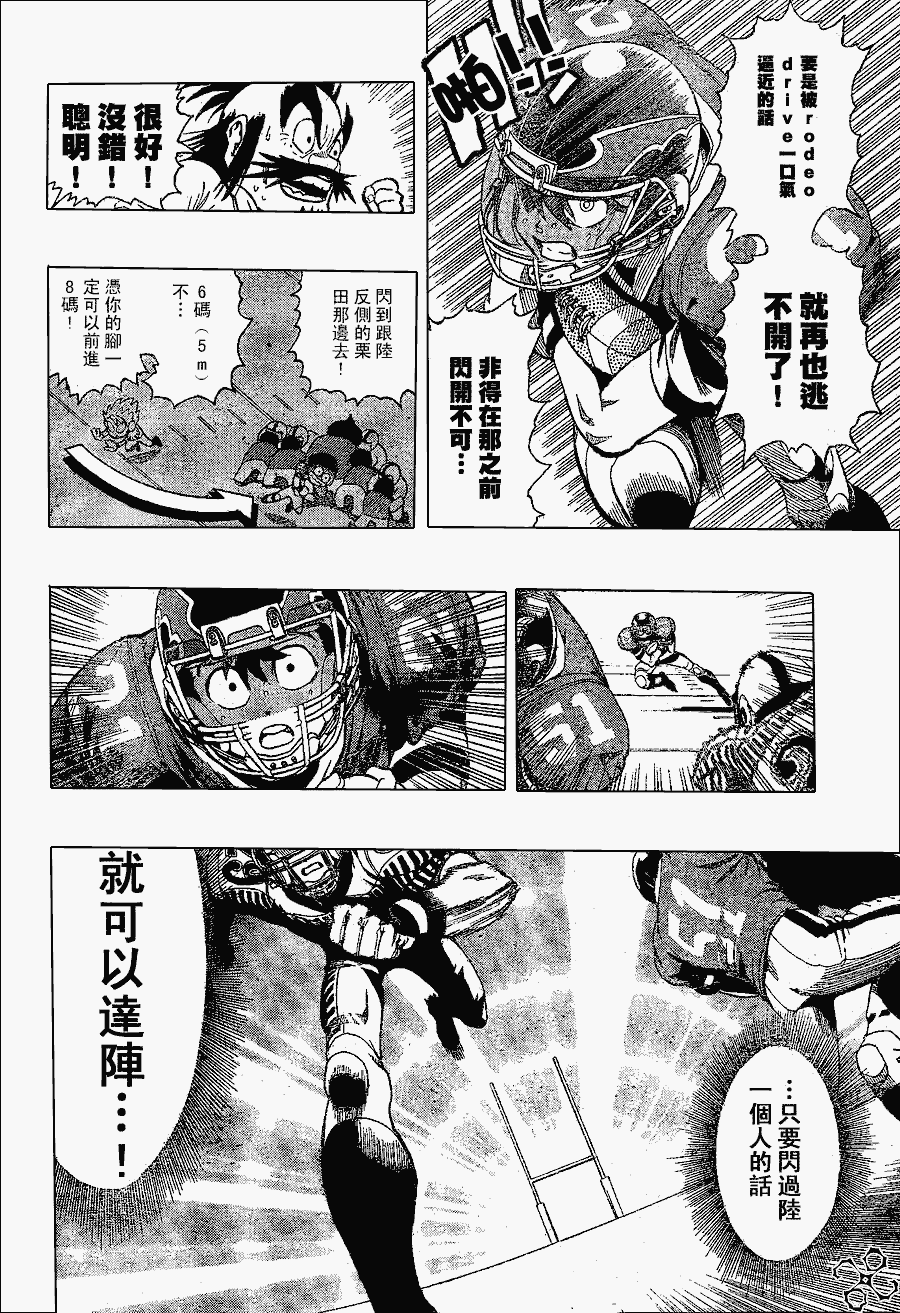 要是被rodeo
drive一口氣
逼近的話
啪!!
就再也逃
不開了!
非得在那之前
閃開不可…
很好!
沒錯!
聰明!
閃到跟陸
反側的栗
田那邊去!
6碼(5m)
不…
憑你的腳一
定可以前進
8碼!
51
15
…只要閃過陸
一個人的話
就可以達陣…!